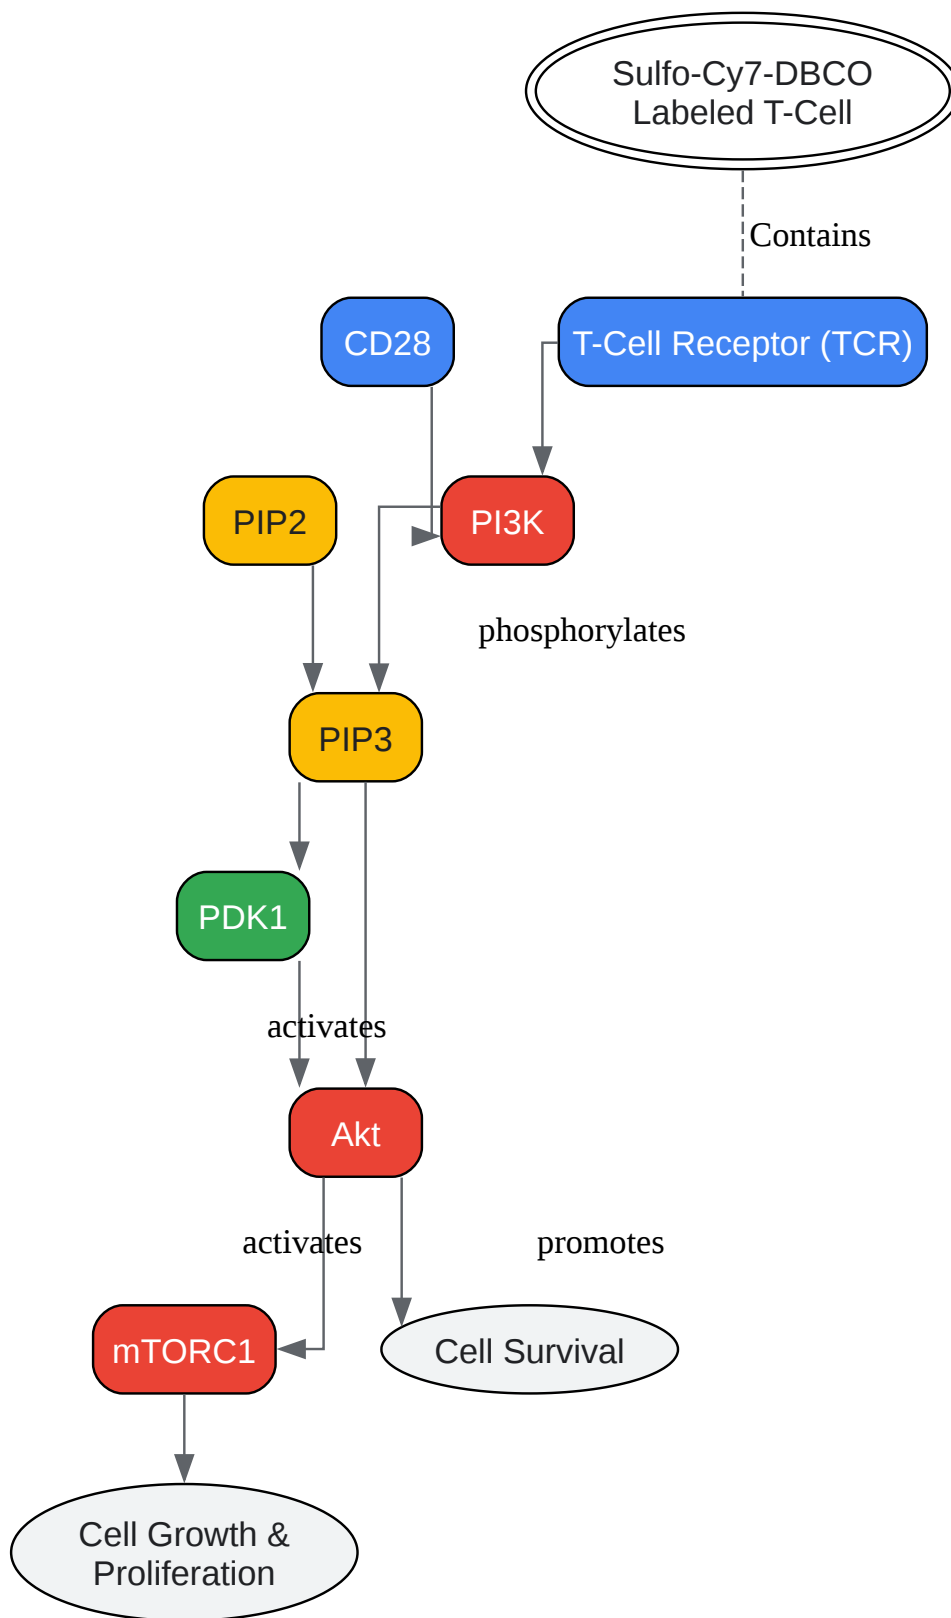 Sulfo-Cy7-DBCO
Labeled T-Cell
Contains
CD28
T-Cell Receptor (TCR)
PIP2
PI3K
phosphorylates
PIP3
PDK1
activates
Akt
activates
promotes
mTORC1
Cell Survival
Cell Growth &
Proliferation